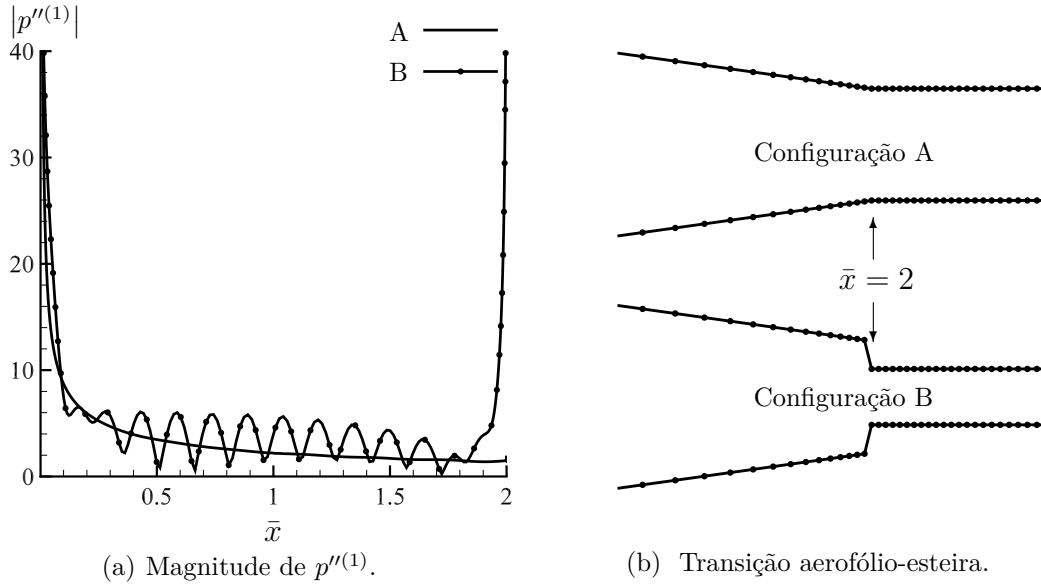 |p''(1)|
A
B
40
30
20
10
0
0.5
1
1.5
2
x̄
(a) Magnitude de p''(1).
Configuração A
x̄ = 2
Configuração B
(b) Transição aerofólio-esteira.